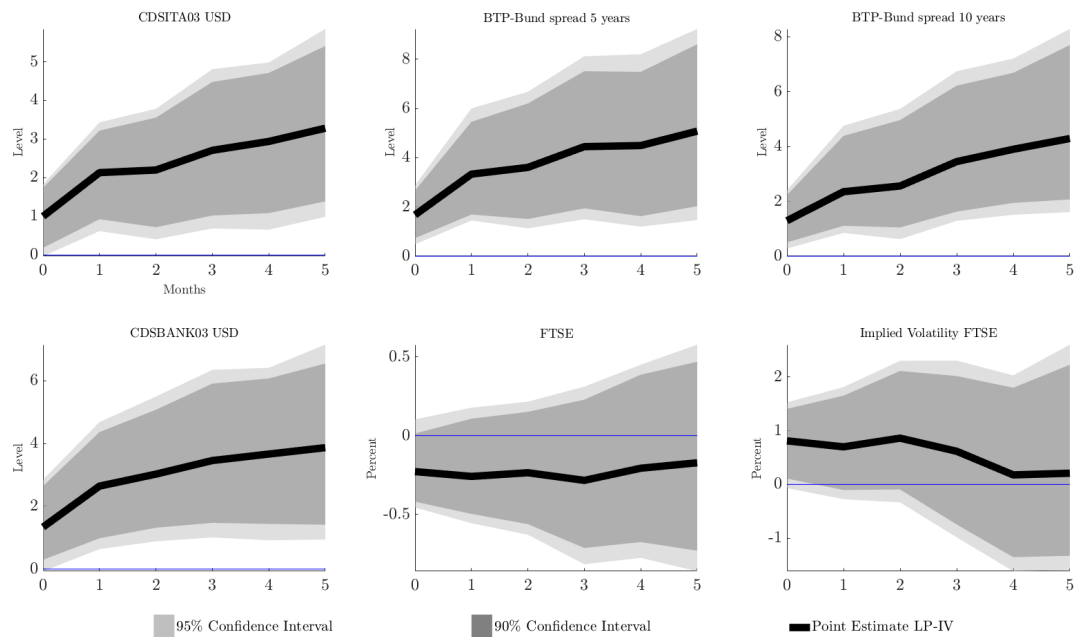 CDSITA03 USD
BTP-Bund spread 5 years
BTP-Bund spread 10 years
5
4
3
2
1
0
Level
0 1 2 3 4 5
Months
8
6
4
2
0
Level
0 1 2 3 4 5
8
6
4
2
0
Level
0 1 2 3 4 5
CDSBANK03 USD
FTSE
Implied Volatility FTSE
6
4
2
0
Level
0 1 2 3 4 5
0.5
0
-0.5
Percent
0 1 2 3 4 5
2
1
0
-1
Percent
0 1 2 3 4 5
95% Confidence Interval
90% Confidence Interval
Point Estimate LP-IV